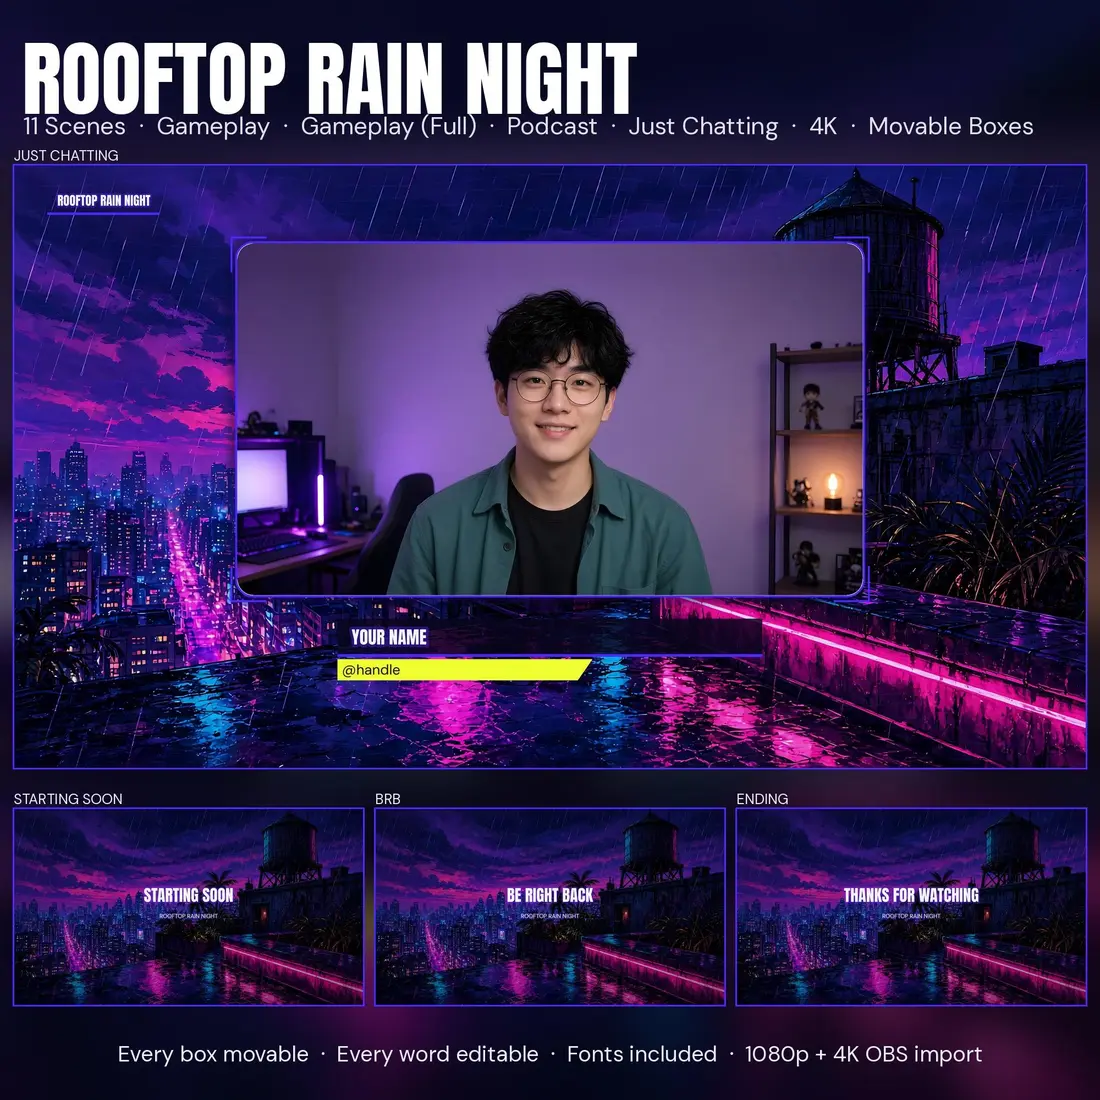 ROOFTOP RAIN NIGHT
11 Scenes · Gameplay · Gameplay (Full) · Podcast · Just Chatting · 4K · Movable Boxes
JUST CHATTING
ROOFTOP RAIN NIGHT
YOUR NAME
@handle
STARTING SOON
BRB
ENDING
STARTING SOON
ROOFTOP RAIN NIGHT
BE RIGHT BACK
ROOFTOP RAIN NIGHT
THANKS FOR WATCHING
ROOFTOP RAIN NIGHT
Every box movable · Every word editable · Fonts included · 1080p + 4K OBS import